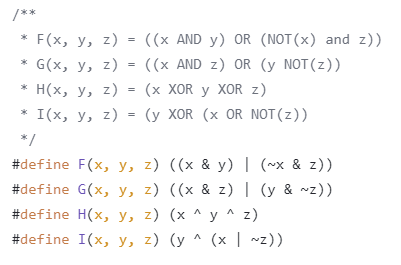 /**
 * F(x, y, z) = ((x AND y) OR (NOT(x) and z))
 * G(x, y, z) = ((x AND z) OR (y NOT(z))
 * H(x, y, z) = (x XOR y XOR z)
 * I(x, y, z) = (y XOR (x OR NOT(z))
 */
#define F(x, y, z) ((x & y) | (~x & z))
#define G(x, y, z) ((x & z) | (y & ~z))
#define H(x, y, z) (x ^ y ^ z)
#define I(x, y, z) (y ^ (x | ~z))